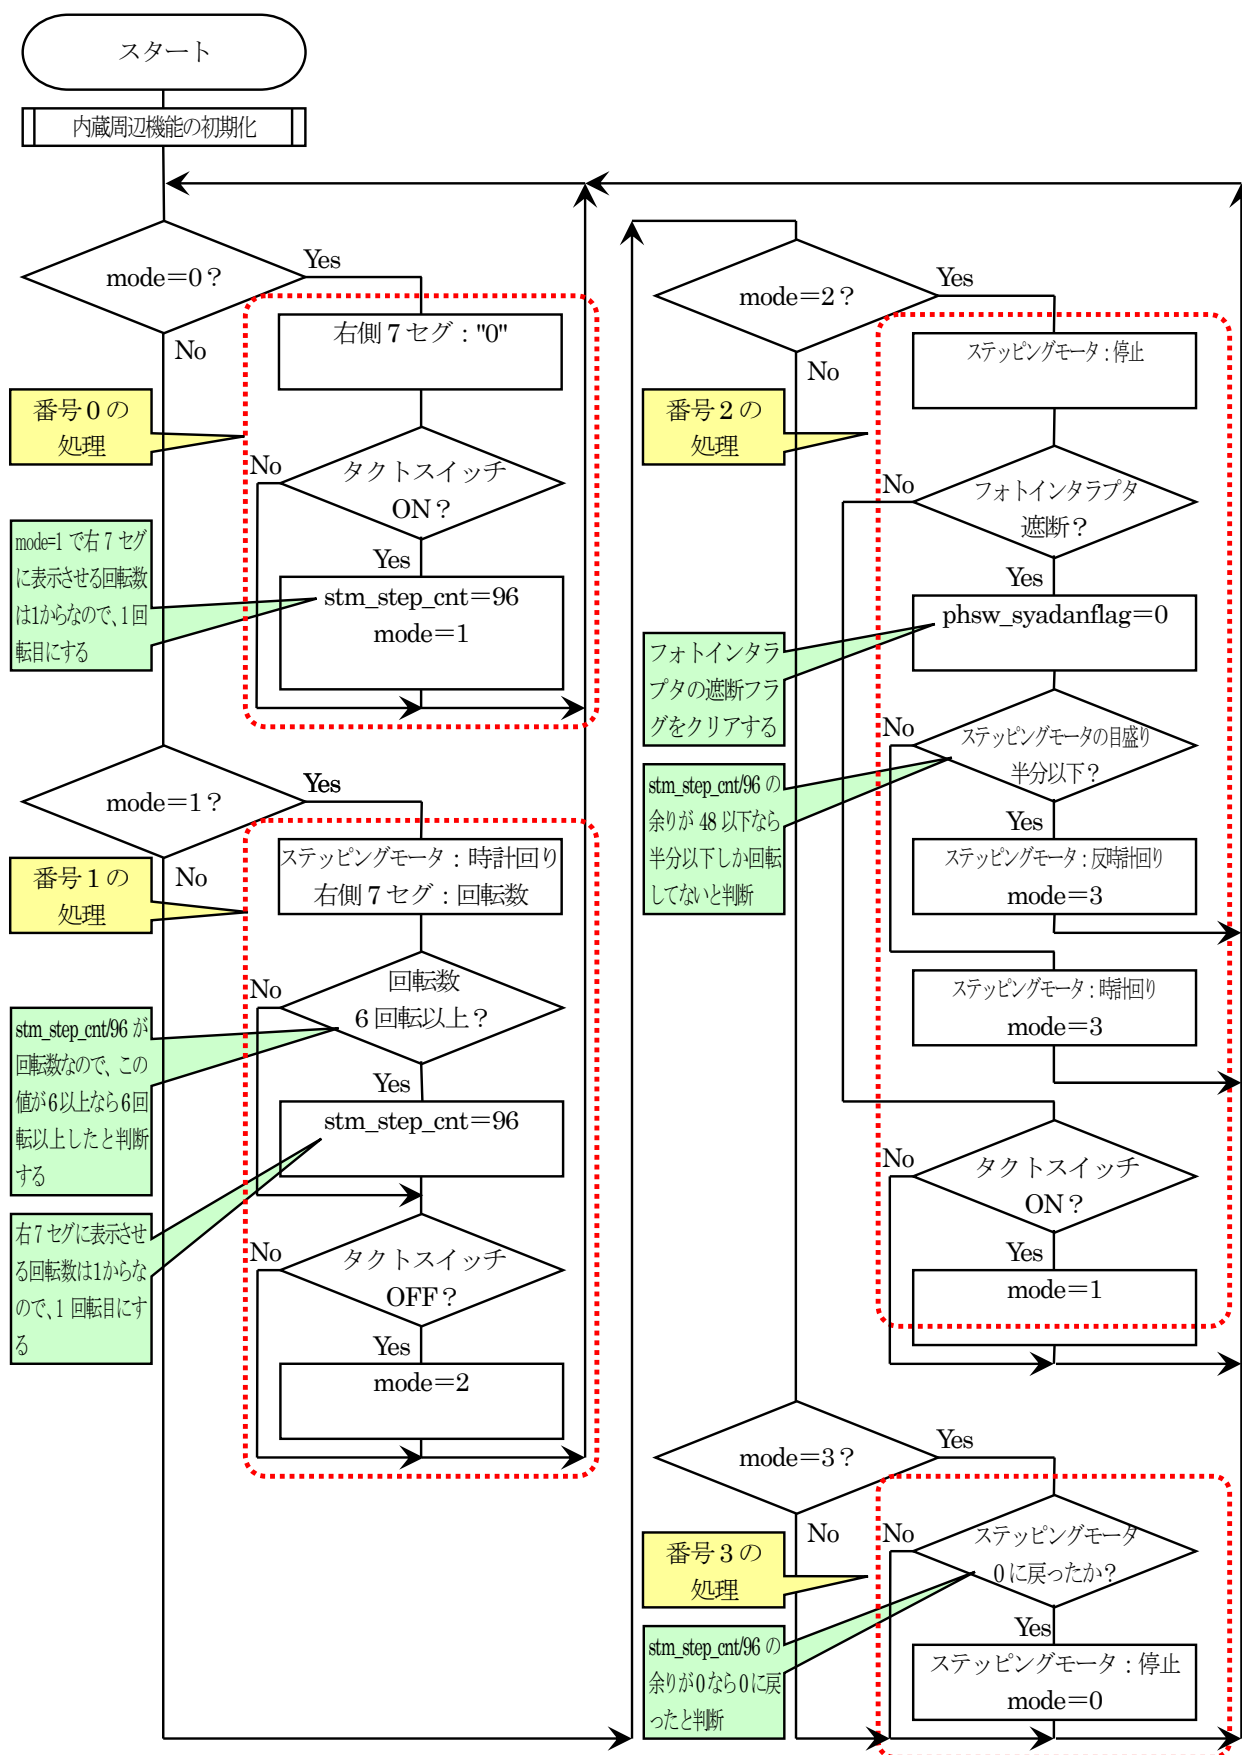 スタート
内蔵周辺機能の初期化
mode=0？
Yes
No
右側7セグ："0"
番号0の
処理
タクトスイッチ
ON？
No
Yes
mode=1で右7セグ
に表示させる回転数
は1からなので、1回
転目にする
stm_step_cnt=96
mode=1
mode=1？
Yes
No
ステッピングモータ：時計回り
右側7セグ：回転数
番号1の
処理
回転数
6回転以上？
No
Yes
stm_step_cnt/96が
回転数なので、この
値が6以上なら6回
転以上したと判断
する
stm_step_cnt=96
右7セグに表示させ
る回転数は1からな
ので、1回転目にす
る
タクトスイッチ
OFF？
No
Yes
mode=2
mode=2？
Yes
No
ステッピングモータ：停止
番号2の
処理
フォトインタラプタ
遮断？
No
Yes
phsw_syadanflag=0
フォトインタラ
プタの遮断フラ
グをクリアする
ステッピングモータの目盛り
半分以下？
No
Yes
stm_step_cnt/96の
余りが48以下なら
半分以下しか回転
してないと判断
ステッピングモータ：反時計回り
mode=3
ステッピングモータ：時計回り
mode=3
タクトスイッチ
ON？
No
Yes
mode=1
mode=3？
Yes
No
番号3の
処理
ステッピングモータ
0に戻ったか？
No
Yes
stm_step_cnt/96の
余りが0なら0に戻
ったと判断
ステッピングモータ：停止
mode=0